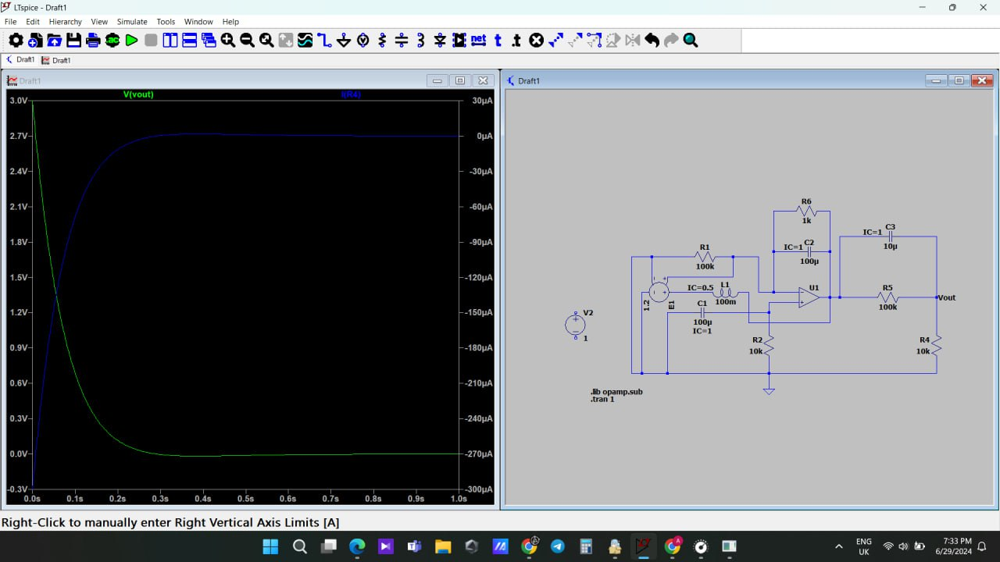 LTspice - Draft1
File Edit Hierarchy View Simulate Tools Window Help
.ac
net t .t
Draft1 Draft1
Draft1
V(vout) I(R4)
3.0V 30µA
2.7V 0µA
2.4V -30µA
2.1V -60µA
1.8V -90µA
1.5V -120µA
1.2V -150µA
0.9V -180µA
0.6V -210µA
0.3V -240µA
0.0V -270µA
-0.3V -300µA
0.0s 0.1s 0.2s 0.3s 0.4s 0.5s 0.6s 0.7s 0.8s 0.9s 1.0s
Draft1
R6
1k
C3
IC=1
10µ
R1
100k
IC=1 C2
100µ
IC=0.5 L1
100m
U1
R5
100k
Vout
1.2
E1
C1
100µ
IC=1
V2
1
R2
10k
R4
10k
.lib opamp.sub
.tran 1
Right-Click to manually enter Right Vertical Axis Limits [A]
ENG
UK
7:33 PM
6/29/2024